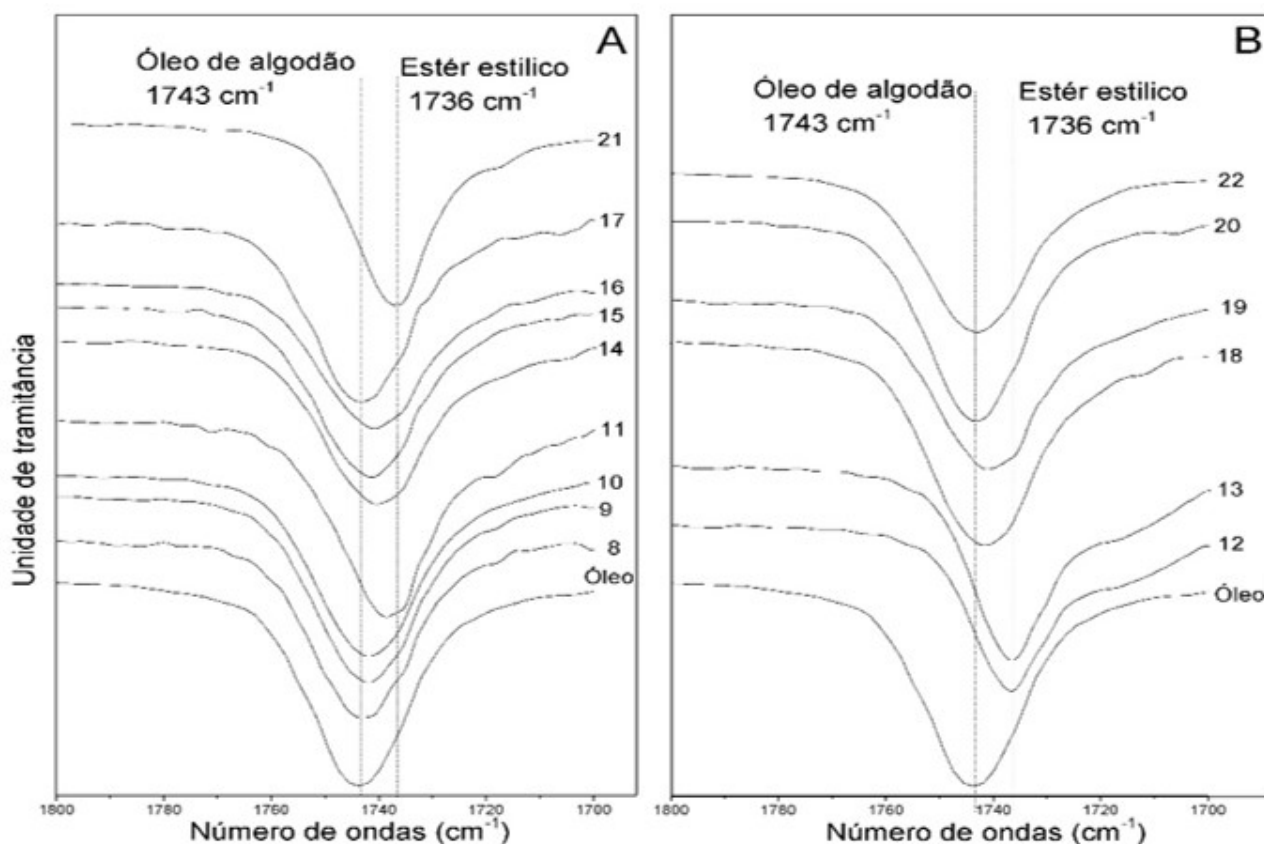 A
Óleo de algodão
1743 cm⁻¹
Estér estilico
1736 cm⁻¹
21
17
16
15
14
11
10
9
8
Óleo
Unidade de tramitância
1800 1760 1740 1720 1700
Número de ondas (cm⁻¹)
B
Óleo de algodão
1743 cm⁻¹
Estér estilico
1736 cm⁻¹
22
20
19
18
13
12
Óleo
1800 1760 1740 1720 1700
Número de ondas (cm⁻¹)